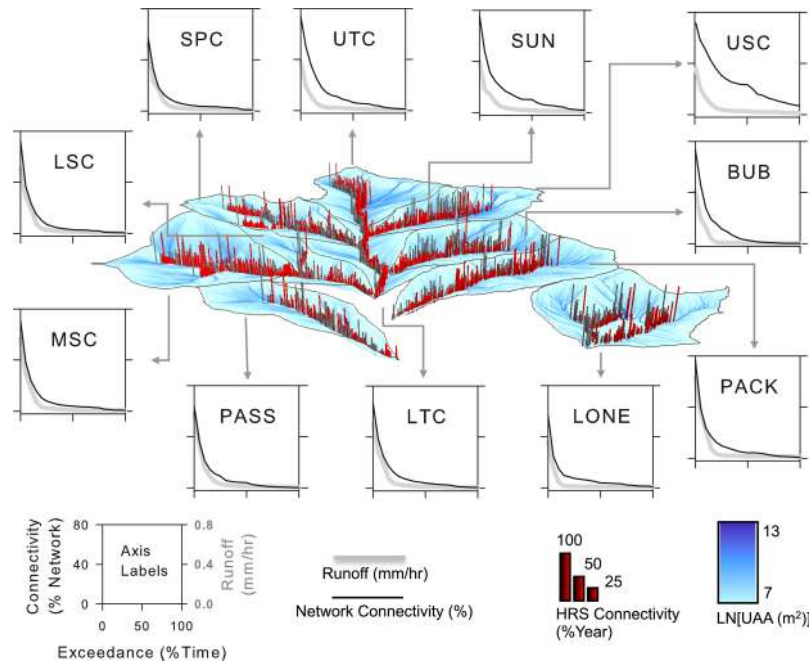 SPC
UTC
SUN
USC
LSC
BUB
MSC
PASS
LTC
LONE
PACK
Connectivity
(% Network)
80
40
0
Axis
Labels
0.8
0.4
0.0
Runoff
(mm/hr)
0 50 100
Exceedance (%Time)
Runoff (mm/hr)
Network Connectivity (%)
100
50
25
HRS Connectivity
(%Year)
13
7
LN[UAA (m²)]